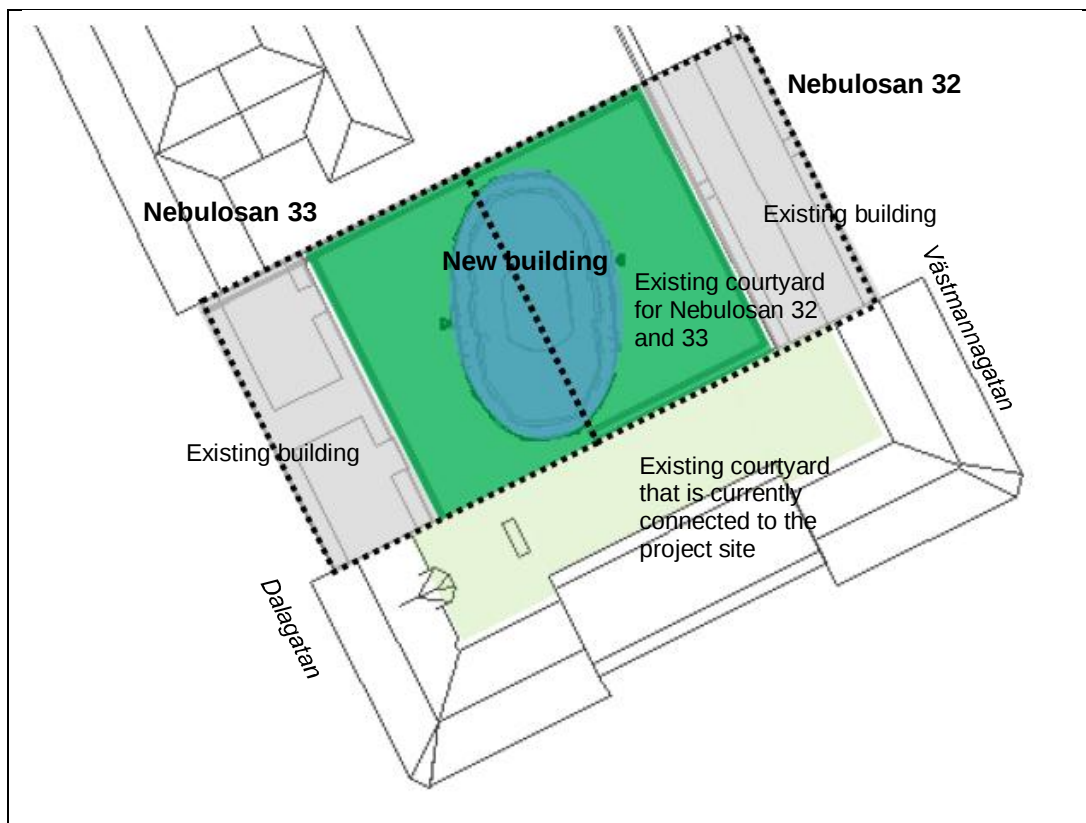 Nebulosan 32
Nebulosan 33
Existing building
New building
Existing courtyard
for Nebulosan 32
and 33
Västmannagatan
Existing building
Existing courtyard
that is currently
connected to the
project site
Dalagatan